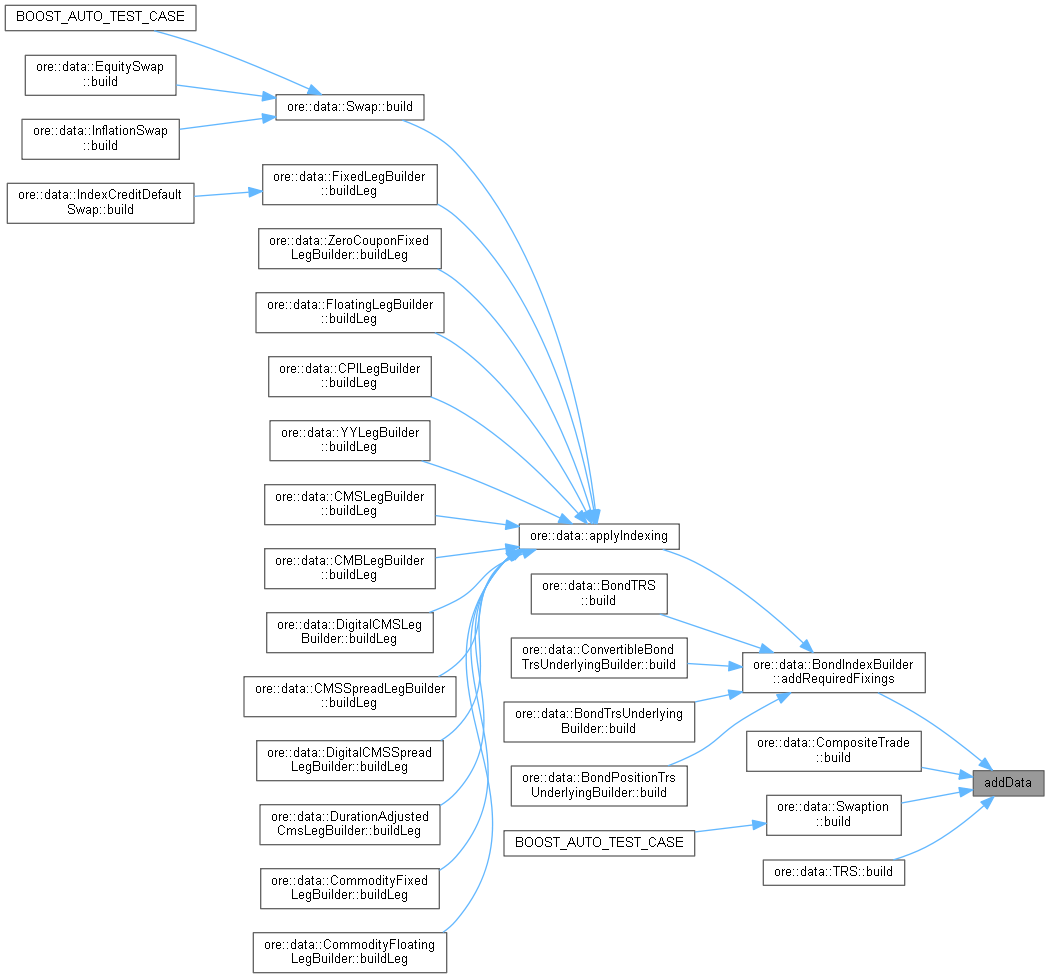 BOOST_AUTO_TEST_CASE
ore::data::EquitySwap
::build
ore::data::Swap::build
ore::data::InflationSwap
::build
ore::data::IndexCreditDefault
Swap::build
ore::data::FixedLegBuilder
::buildLeg
ore::data::ZeroCouponFixed
LegBuilder::buildLeg
ore::data::FloatingLegBuilder
::buildLeg
ore::data::CPILegBuilder
::buildLeg
ore::data::YYLegBuilder
::buildLeg
ore::data::CMSLegBuilder
::buildLeg
ore::data::applyIndexing
ore::data::CMBLegBuilder
::buildLeg
ore::data::BondTRS
::build
ore::data::DigitalCMSLeg
Builder::buildLeg
ore::data::ConvertibleBond
TrsUnderlyingBuilder::build
ore::data::BondIndexBuilder
::addRequiredFixings
ore::data::CMSSpreadLegBuilder
::buildLeg
ore::data::BondTrsUnderlying
Builder::build
ore::data::DigitalCMSSpread
LegBuilder::buildLeg
ore::data::CompositeTrade
::build
ore::data::BondPositionTrs
UnderlyingBuilder::build
addData
ore::data::DurationAdjusted
CmsLegBuilder::buildLeg
ore::data::Swaption
::build
BOOST_AUTO_TEST_CASE
ore::data::TRS::build
ore::data::CommodityFixed
LegBuilder::buildLeg
ore::data::CommodityFloating
LegBuilder::buildLeg